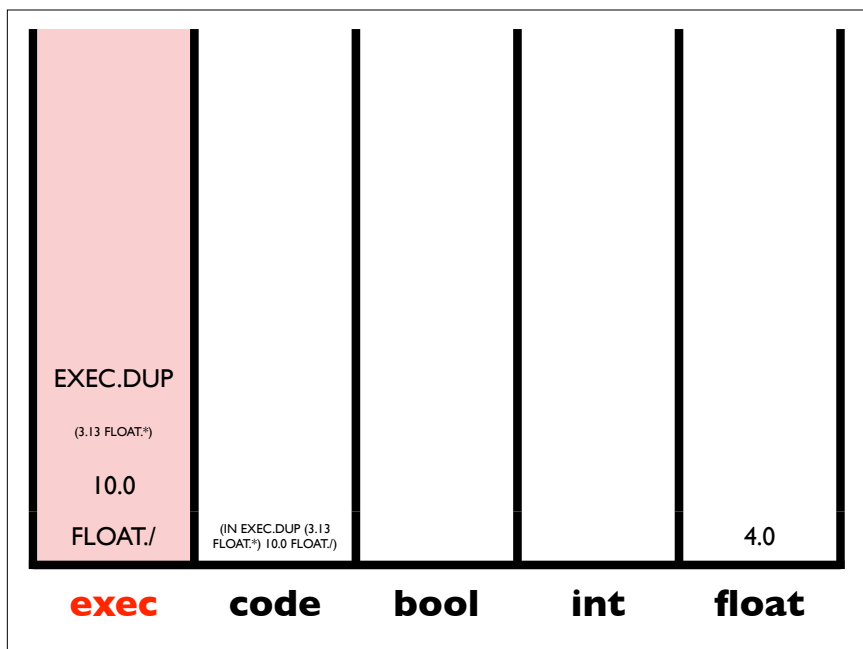 EXEC.DUP
(3.13 FLOAT.*)
10.0
FLOAT./
(IN EXEC.DUP (3.13
FLOAT.*) 10.0 FLOAT./)
4.0
exec code bool int float